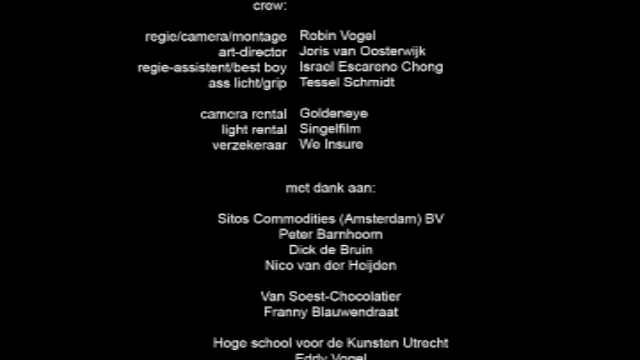 crew:
regie/camera/montage Robin Vogel
art-director Joris van Oosterwijk
regie-assistent/best boy Israel Escareno Chong
ass licht/grip Tessel Schmidt
camera rental Goldeneye
light rental Singelfilm
verzekeraar We Insure
met dank aan:
Sitos Commodities (Amsterdam) BV
Peter Barnhoorn
Dick de Bruin
Nico van der Heijden
Van Soest-Chocolatier
Franny Blauwendraat
Hoge school voor de Kunsten Utrecht
Eddy Vogel